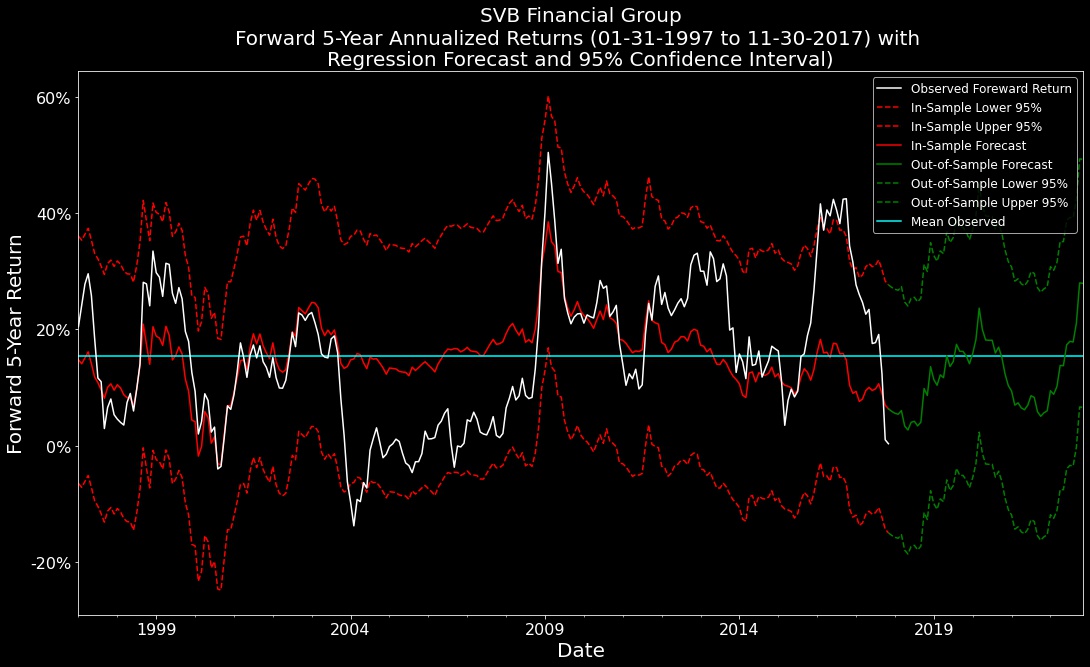 SVB Financial Group
Forward 5-Year Annualized Returns (01-31-1997 to 11-30-2017) with
Regression Forecast and 95% Confidence Interval)
Observed Foreward Return
In-Sample Lower 95%
In-Sample Upper 95%
In-Sample Forecast
Out-of-Sample Forecast
Out-of-Sample Lower 95%
Out-of-Sample Upper 95%
Mean Observed
Forward 5-Year Return
60%
40%
20%
0%
-20%
1999 2004 2009 2014 2019
Date